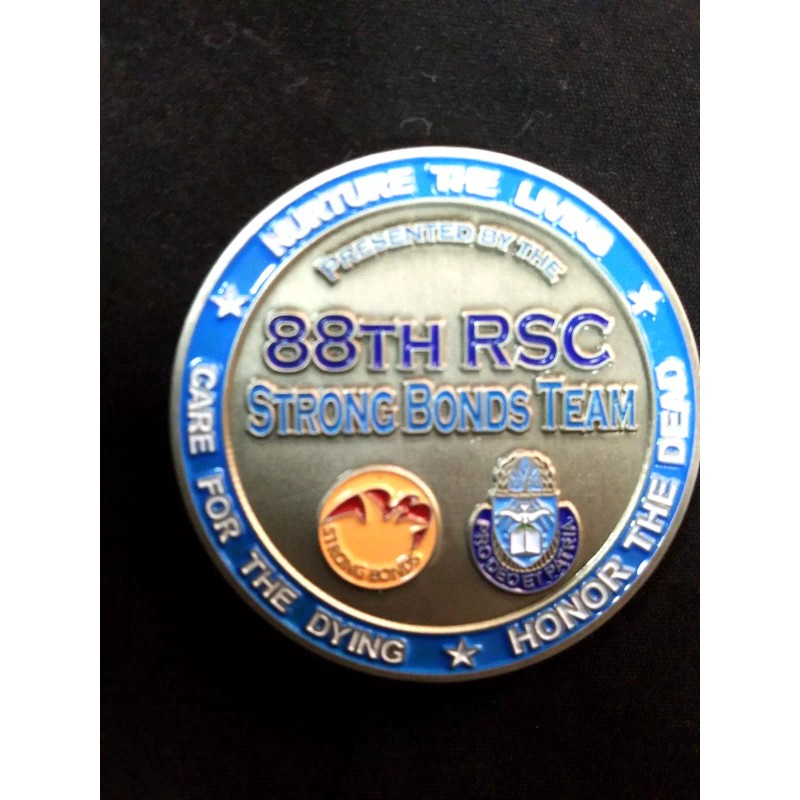 NURTURE THE LIVING
PRESENTED BY THE
88TH RSC
STRONG BONDS TEAM
STRONG BONDS
PRO DEO ET PATRIA
CARE FOR THE DYING
HONOR THE DEAD